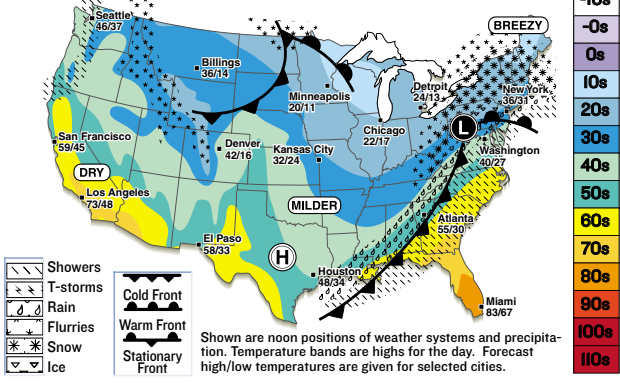 Seattle
46/37
BREEZY
Billings
36/14
Minneapolis
20/11
Detroit
24/13
New York
36/31
Chicago
22/17
L
Washington
40/27
San Francisco
59/45
Denver
42/16
Kansas City
32/24
DRY
Los Angeles
73/48
MILDER
Atlanta
55/30
El Paso
58/33
H
Houston
48/34
Miami
83/67
Showers
T-storms
Rain
Flurries
Snow
Ice
Cold Front
Warm Front
Stationary
Front
Shown are noon positions of weather systems and precipita-
tion. Temperature bands are highs for the day. Forecast
high/low temperatures are given for selected cities.
-10s
-0s
0s
10s
20s
30s
40s
50s
60s
70s
80s
90s
100s
110s